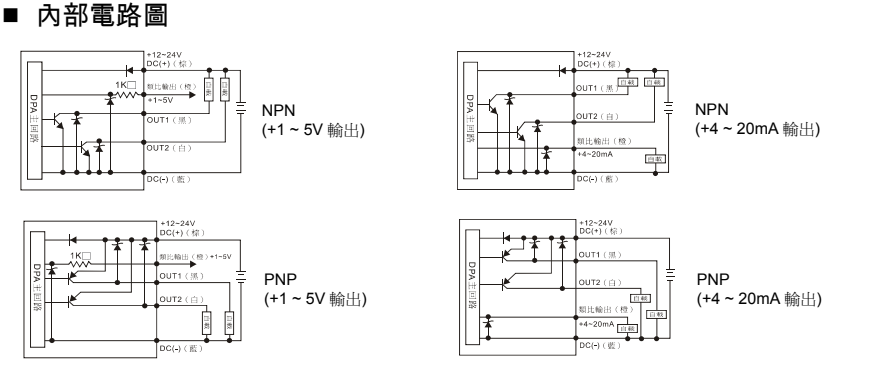 ■ 內部電路圖
+12~24V
DC(+)（棕）
1K□
類比輸出（橙）
+1~5V
OUT1（黑）
OUT2（白）
DC(-)（藍）
DPA主回路
NPN
(+1 ~ 5V 輸出)
+12~24V
DC(+)（棕）
OUT1（黑）
OUT2（白）
類比輸出（橙）
+4~20mA
DC(-)（藍）
DPA主回路
NPN
(+4 ~ 20mA 輸出)
+12~24V
DC(+)（棕）
1K□
類比輸出（橙）+1~5V
OUT1（黑）
OUT2（白）
DC(-)（藍）
DPA主回路
PNP
(+1 ~ 5V 輸出)
+12~24V
DC(+)（棕）
OUT1（黑）
OUT2（白）
類比輸出（橙）
+4~20mA
DC(-)（藍）
DPA主回路
PNP
(+4 ~ 20mA 輸出)